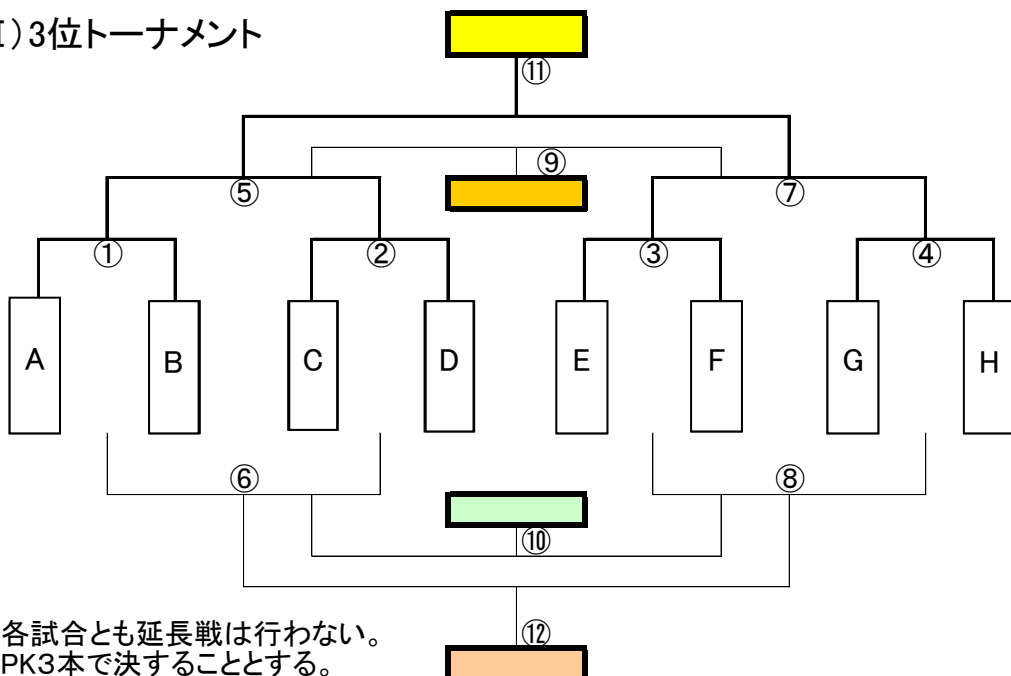 )3位トーナメント
⑪
⑨
⑤ ⑦
① ② ③ ④
A B C D E F G H
⑥ ⑧
⑩
各試合とも延長戦は行わない。
⑫
PK3本で決することとする。